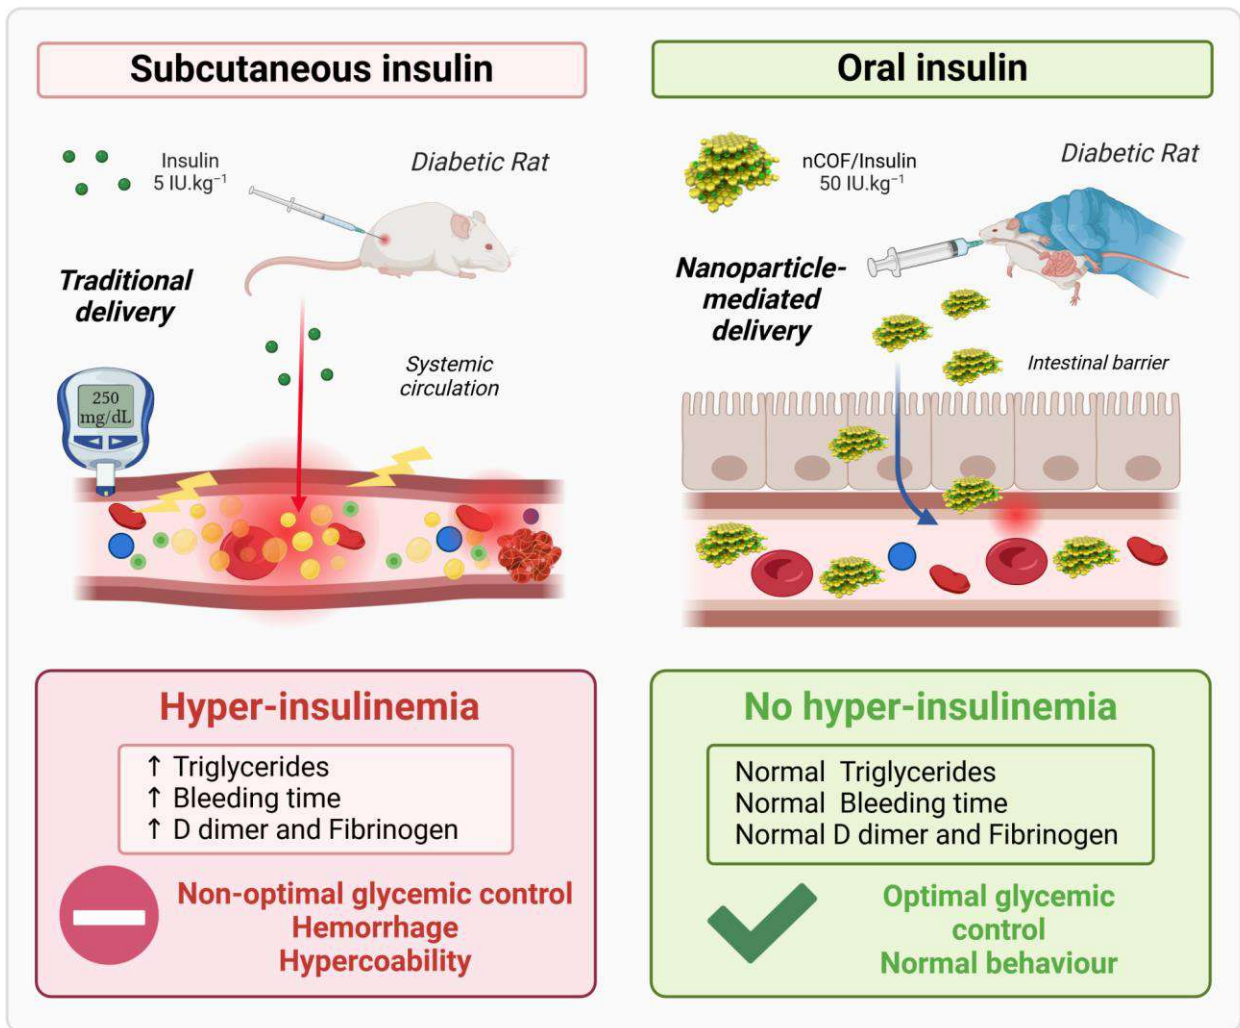 Subcutaneous insulin
Insulin
5 IU.kg⁻¹
Diabetic Rat
Traditional
delivery
250
mg/dL
Systemic
circulation
Hyper-insulinemia
↑ Triglycerides
↑ Bleeding time
↑ D dimer and Fibrinogen
Non-optimal glycemic control
Hemorrhage
Hypercoability
Oral insulin
nCOF/Insulin
50 IU.kg⁻¹
Diabetic Rat
Nanoparticle-
mediated
delivery
Intestinal barrier
No hyper-insulinemia
Normal Triglycerides
Normal Bleeding time
Normal D dimer and Fibrinogen
Optimal glycemic
control
Normal behaviour